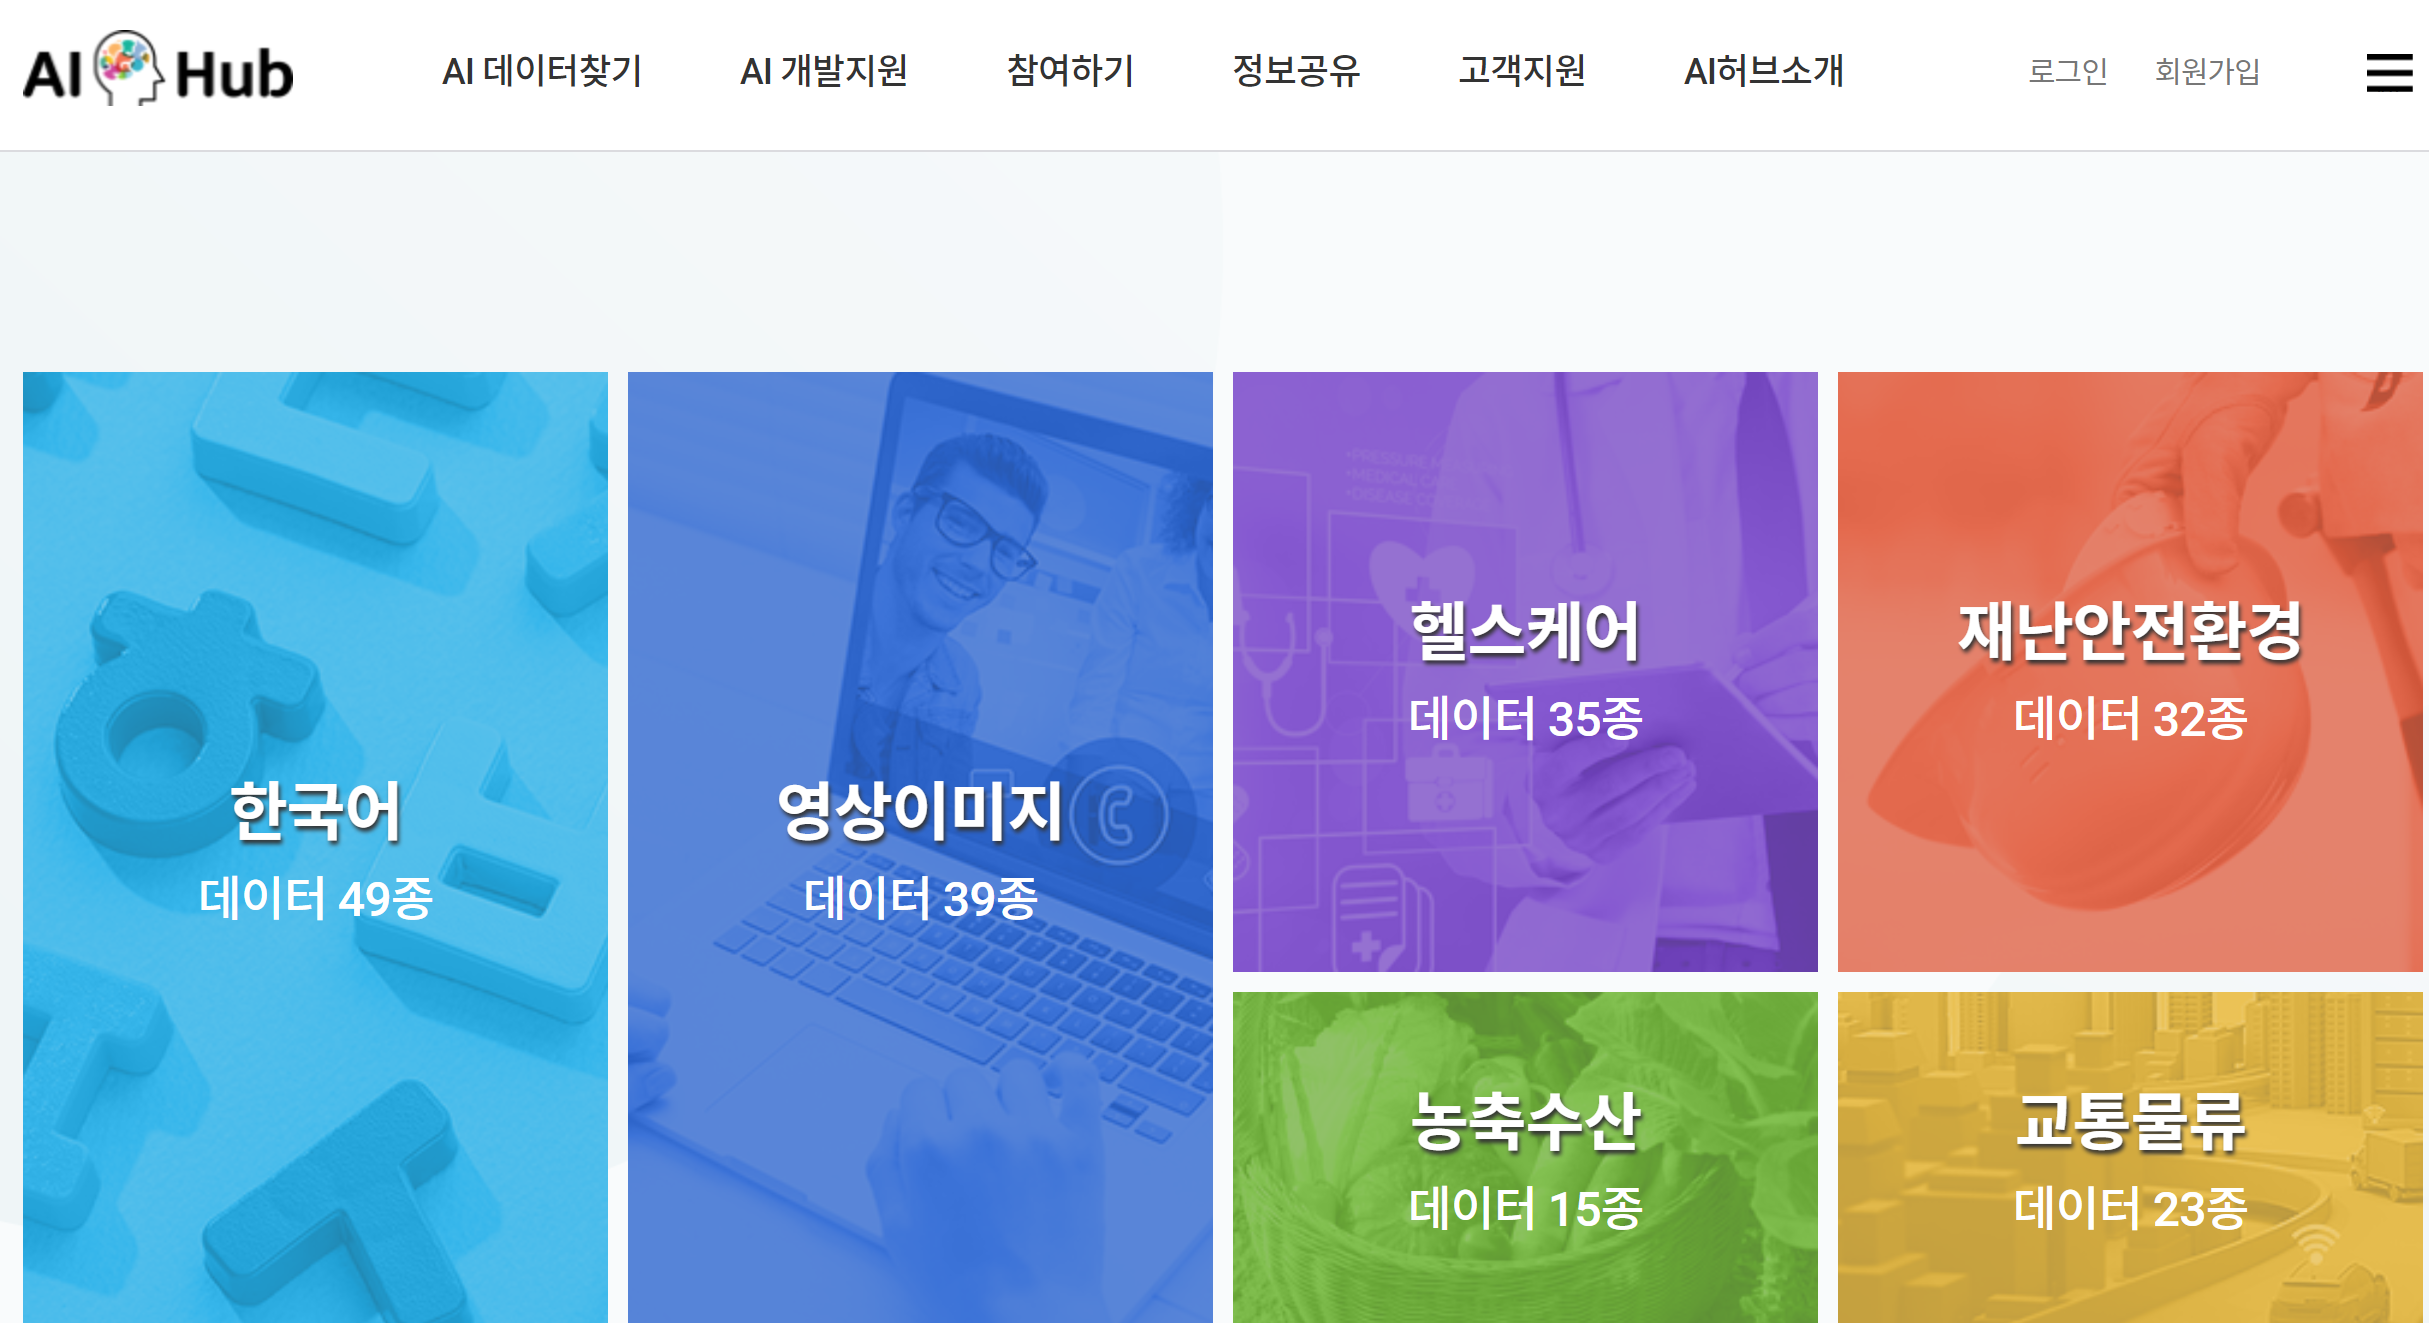 AI Hub
AI 데이터찾기
AI 개발지원
참여하기
정보공유
고객지원
AI허브소개
로그인
회원가입
한국어
데이터 49종
영상이미지
데이터 39종
헬스케어
데이터 35종
재난안전환경
데이터 32종
농축수산
데이터 15종
교통물류
데이터 23종